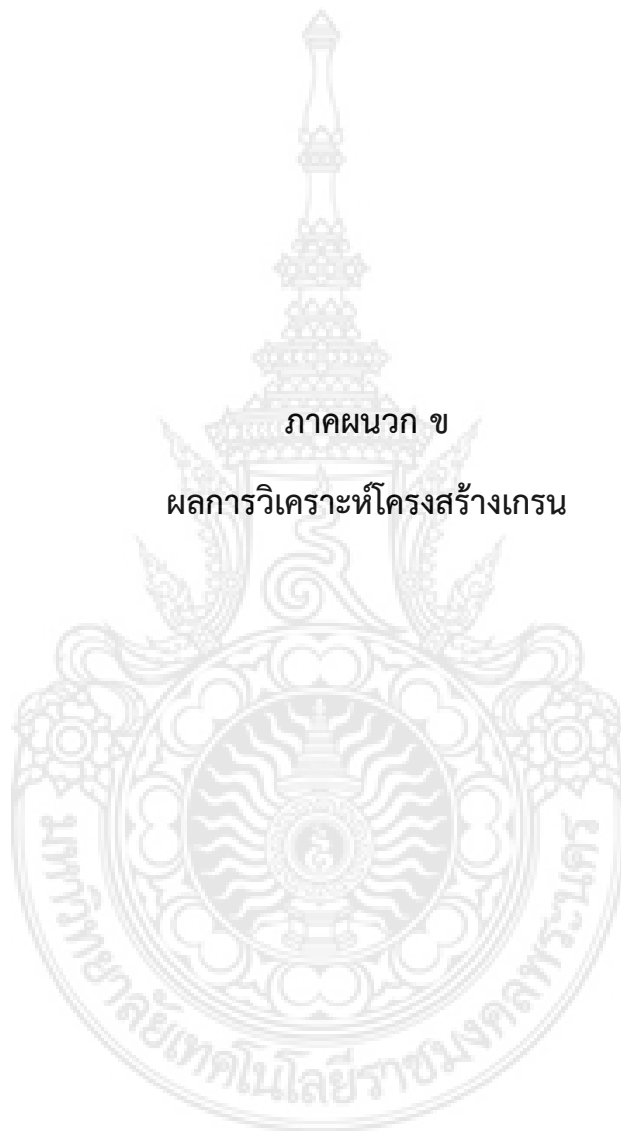 ภาคผนวก ข
ผลการวิเคราะห์โครงสร้างเกรน
มหาวิทยาลัยเทคโนโลยีราชมงคลพระนคร